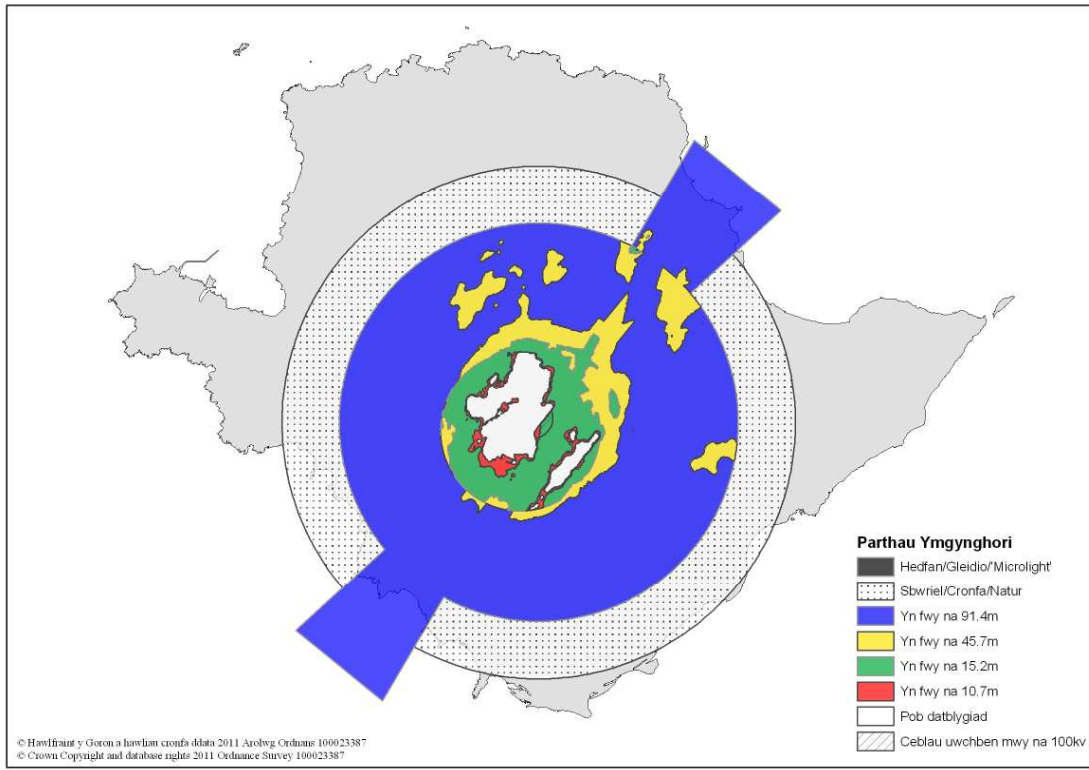 Parthau Ymgynghori
Hedfan/Gleidio/'Microlight'
Sbwriel/Cronfa/Natur
Yn fwy na 91.4m
Yn fwy na 45.7m
Yn fwy na 15.2m
Yn fwy na 10.7m
Pob datblygiad
Ceblau uwchben mwy na 100kv
© Hawlfraint y Goron a hawliau cronfa ddata 2011 Arolwg Ordnans 100023387
© Crown Copyright and database rights 2011 Ordnance Survey 100023387